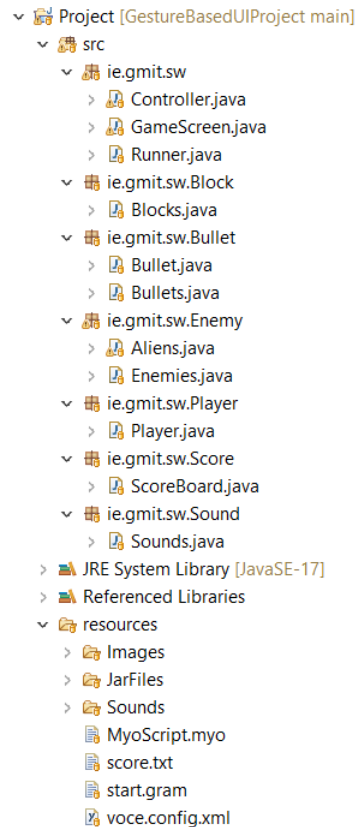 Project [GestureBasedUIProject main]
src
ie.gmit.sw
Controller.java
GameScreen.java
Runner.java
ie.gmit.sw.Block
Blocks.java
ie.gmit.sw.Bullet
Bullet.java
Bullets.java
ie.gmit.sw.Enemy
Aliens.java
Enemies.java
ie.gmit.sw.Player
Player.java
ie.gmit.sw.Score
ScoreBoard.java
ie.gmit.sw.Sound
Sounds.java
JRE System Library [JavaSE-17]
Referenced Libraries
resources
Images
JarFiles
Sounds
MyoScript.myo
score.txt
start.gram
voce.config.xml